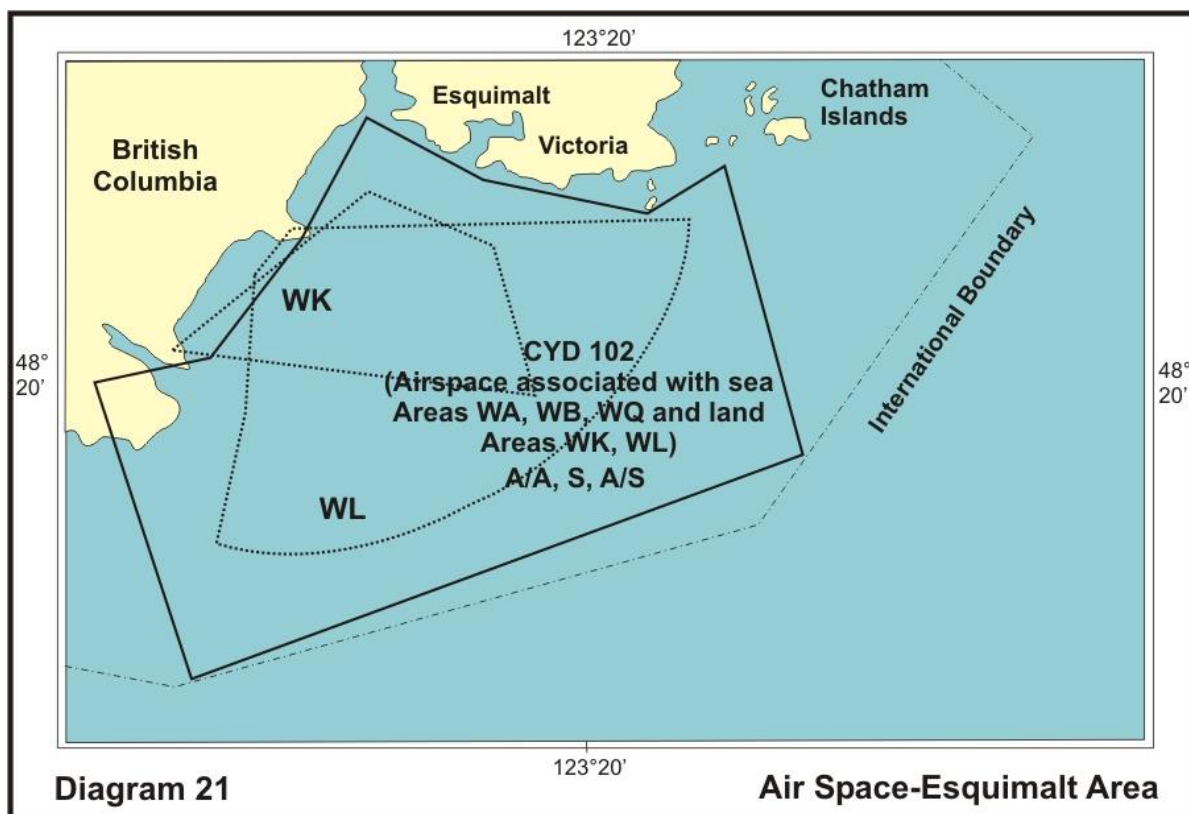 123°20'
Esquimalt
Chatham
Islands
British
Columbia
Victoria
International Boundary
WK
48°
20'
CYD 102
(Airspace associated with sea
Areas WA, WB, WQ and land
Areas WK, WL)
A/A, S, A/S
48°
20'
WL
123°20'
Diagram 21
Air Space-Esquimalt Area